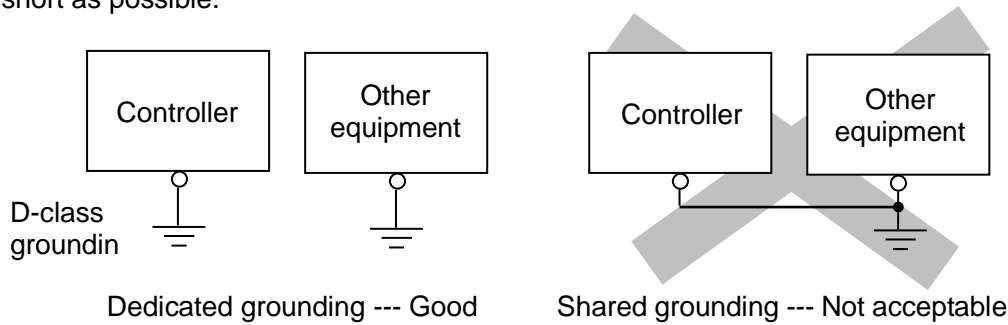 short as possible.
Controller
Other
equipment
D-class
groundin
Dedicated grounding --- Good
Controller
Other
equipment
Shared grounding --- Not acceptable